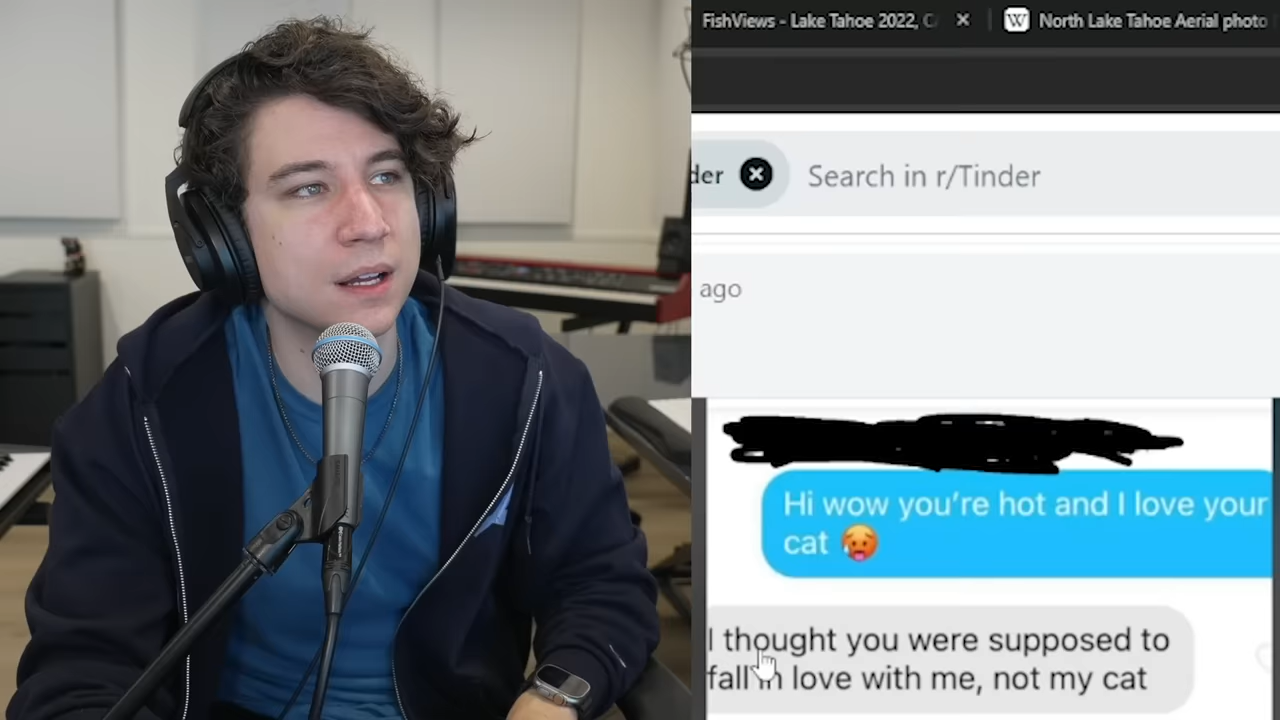 FishViews - Lake Tahoe 2022, C
North Lake Tahoe Aerial photo
der
Search in r/Tinder
ago
Hi wow you're hot and I love your
cat 🥵
I thought you were supposed to
fall in love with me, not my cat